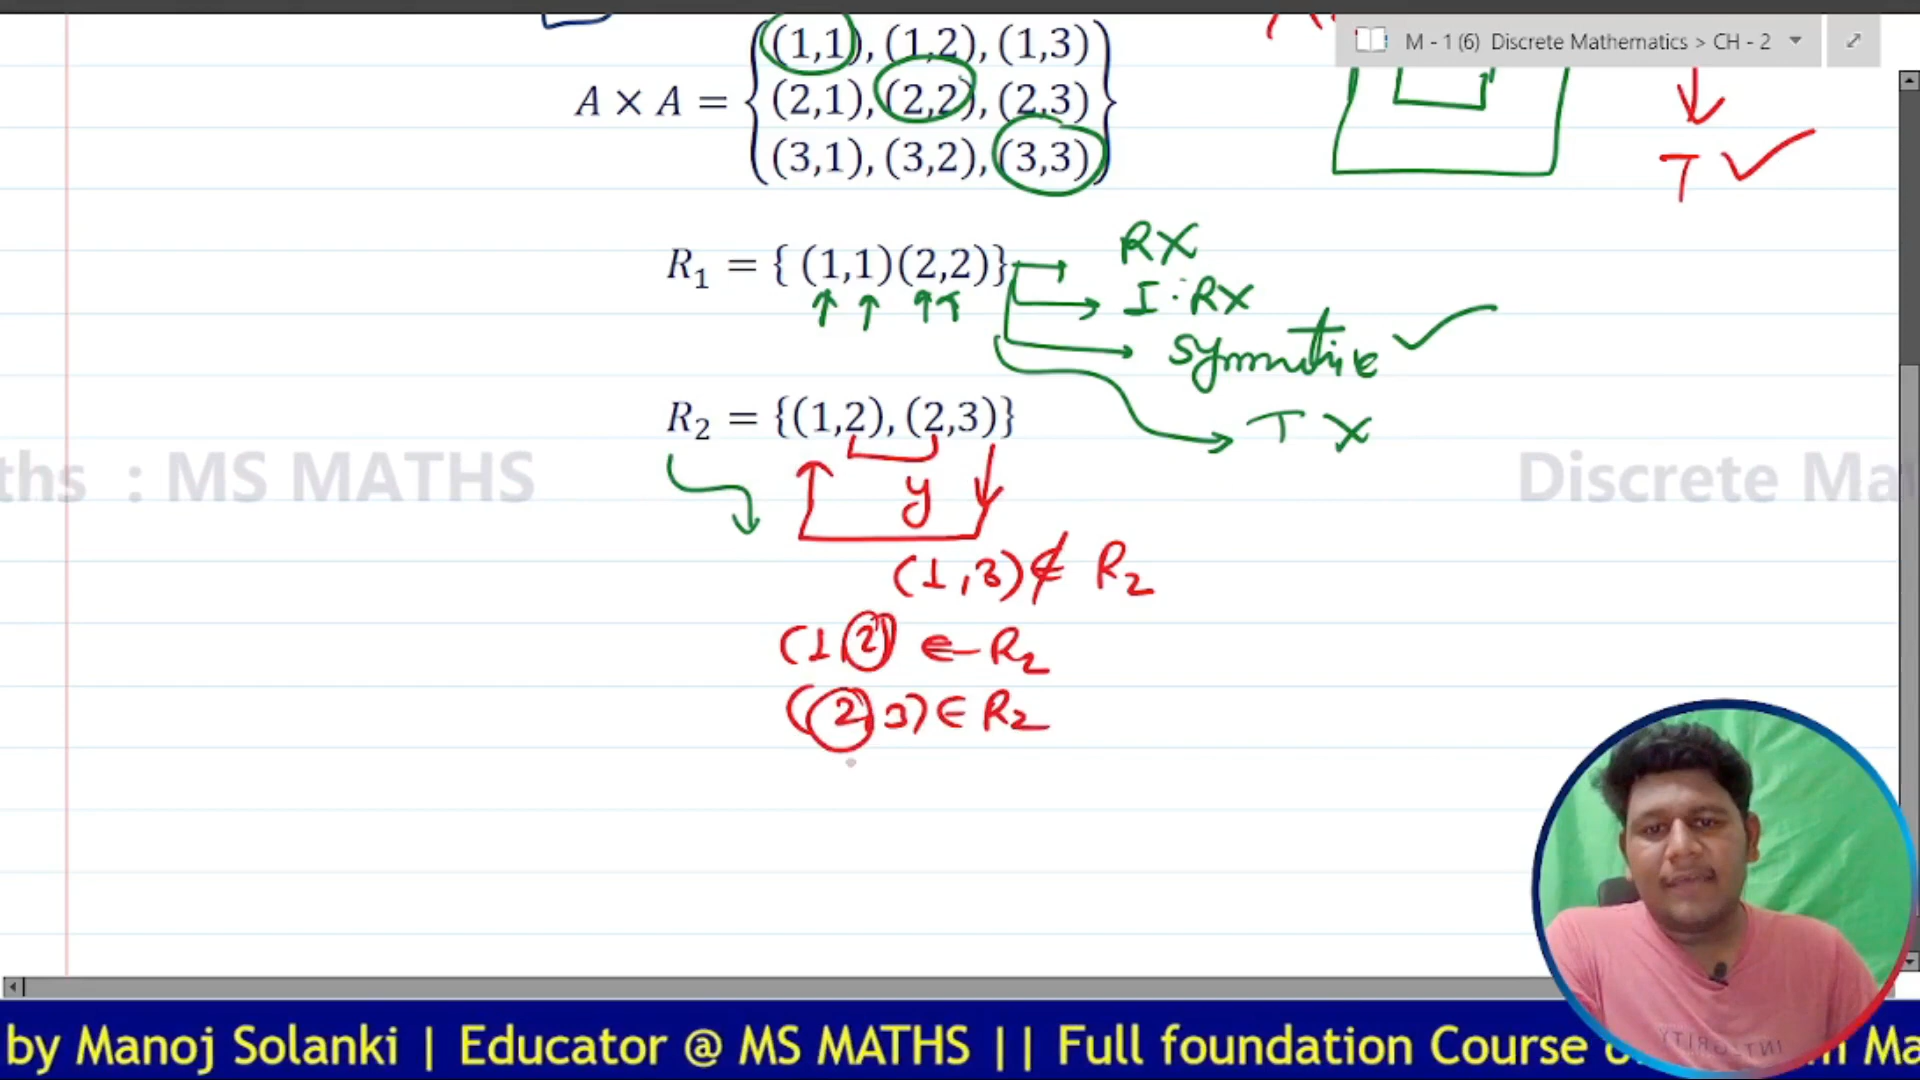 M - 1 (6) Discrete Mathematics > CH - 2
A × A = { (1,1), (1,2), (1,3)
(2,1), (2,2), (2,3)
(3,1), (3,2), (3,3) }
T ✓
R₁ = { (1,1)(2,2)}
R X
I · R X
Symmetrive ✓
T X
R₂ = {(1,2), (2,3)}
ths : MS MATHS
Discrete Ma
y
(1,3) ∉ R₂
(1 2) ∈ R₂
(2, 3) ∈ R₂
by Manoj Solanki | Educator @ MS MATHS || Full foundation Course o
Ma